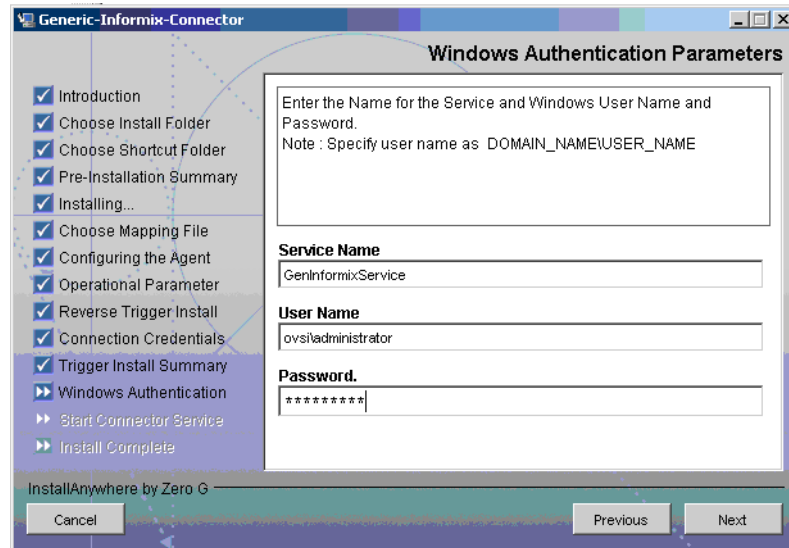 Generic-Informix-Connector
Windows Authentication Parameters
Introduction
Choose Install Folder
Choose Shortcut Folder
Pre-Installation Summary
Installing...
Choose Mapping File
Configuring the Agent
Operational Parameter
Reverse Trigger Install
Connection Credentials
Trigger Install Summary
Windows Authentication
Start Connector Service
Install Complete
Enter the Name for the Service and Windows User Name and
Password.
Note : Specify user name as DOMAIN_NAME\USER_NAME
Service Name
GenInformixService
User Name
ovsi\administrator
Password.
*********
InstallAnywhere by Zero G
Cancel
Previous
Next